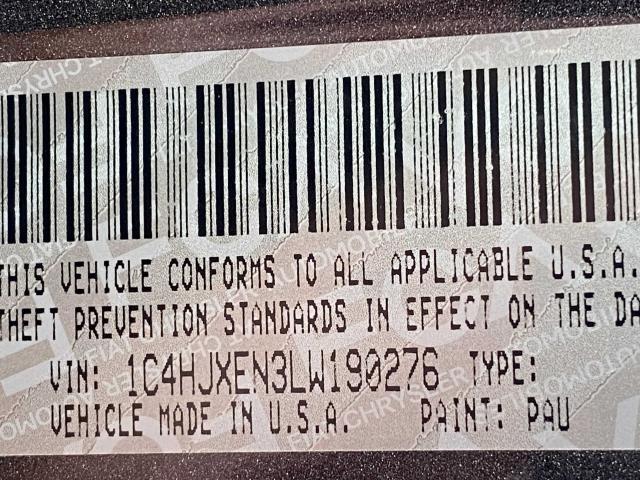 THIS VEHICLE CONFORMS TO ALL APPLICABLE U.S.A.
THEFT PREVENTION STANDARDS IN EFFECT ON THE DA
VIN: 1C4HJXEN3LW190276 TYPE:
VEHICLE MADE IN U.S.A. PAINT: PAU